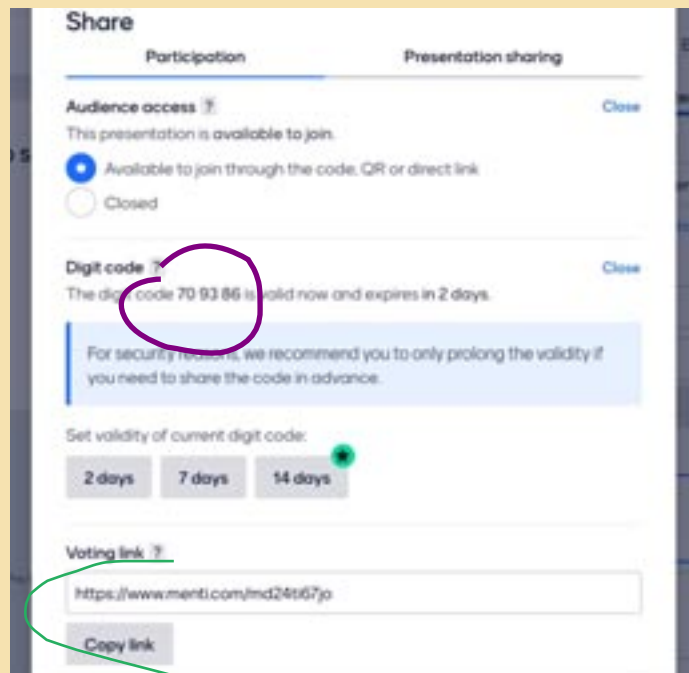 Share
Participation Presentation sharing
Audience access ? Close
This presentation is available to join.
Available to join through the code, QR or direct link
Closed
Digit code ? Close
The digit code 70 93 86 is valid now and expires in 2 days.
For security reasons, we recommend you to only prolong the validity if
you need to share the code in advance.
Set validity of current digit code:
2 days 7 days 14 days
Voting link ?
https://www.menti.com/md24ti67jo
Copy link